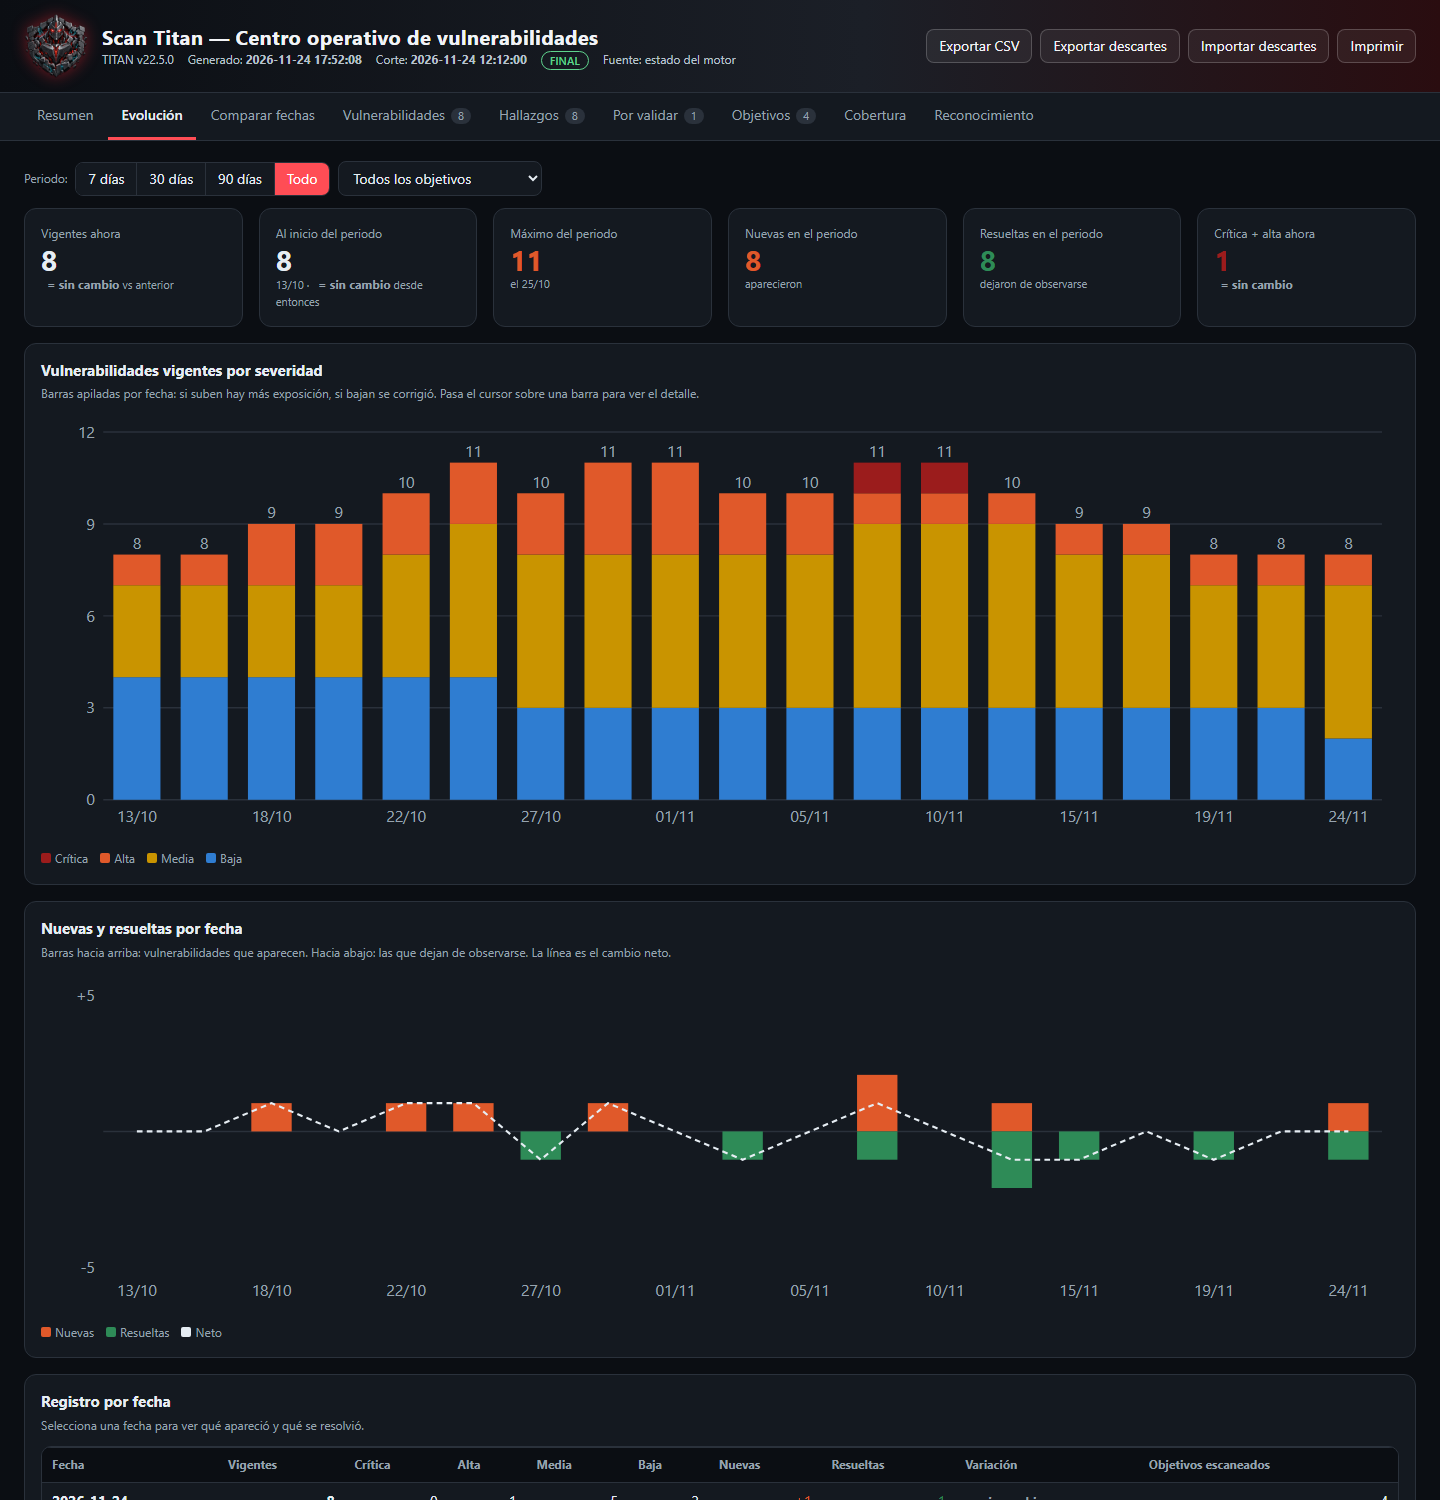 Scan Titan — Centro operativo de vulnerabilidades
TITAN v22.5.0 Generado: 2026-11-24 17:52:08 Corte: 2026-11-24 12:12:00 FINAL Fuente: estado del motor
Exportar CSV Exportar descartes Importar descartes Imprimir
Resumen Evolución Comparar fechas Vulnerabilidades 8 Hallazgos 8 Por validar 1 Objetivos 4 Cobertura Reconocimiento
Periodo: 7 días 30 días 90 días Todo Todos los objetivos
Vigentes ahora
8
= sin cambio vs anterior
Al inicio del periodo
8
13/10 · = sin cambio desde
entonces
Máximo del periodo
11
el 25/10
Nuevas en el periodo
8
aparecieron
Resueltas en el periodo
8
dejaron de observarse
Crítica + alta ahora
1
= sin cambio
Vulnerabilidades vigentes por severidad
Barras apiladas por fecha: si suben hay más exposición, si bajan se corrigió. Pasa el cursor sobre una barra para ver el detalle.
12
9
6
3
0
8 8 9 9 10 11 10 11 11 10 10 11 11 10 9 9 8 8 8
13/10 18/10 22/10 27/10 01/11 05/11 10/11 15/11 19/11 24/11
Crítica Alta Media Baja
Nuevas y resueltas por fecha
Barras hacia arriba: vulnerabilidades que aparecen. Hacia abajo: las que dejan de observarse. La línea es el cambio neto.
+5
-5
13/10 18/10 22/10 27/10 01/11 05/11 10/11 15/11 19/11 24/11
Nuevas Resueltas Neto
Registro por fecha
Selecciona una fecha para ver qué apareció y qué se resolvió.
Fecha Vigentes Crítica Alta Media Baja Nuevas Resueltas Variación Objetivos escaneados
2026-11-24 8 0 1 5 2 +1